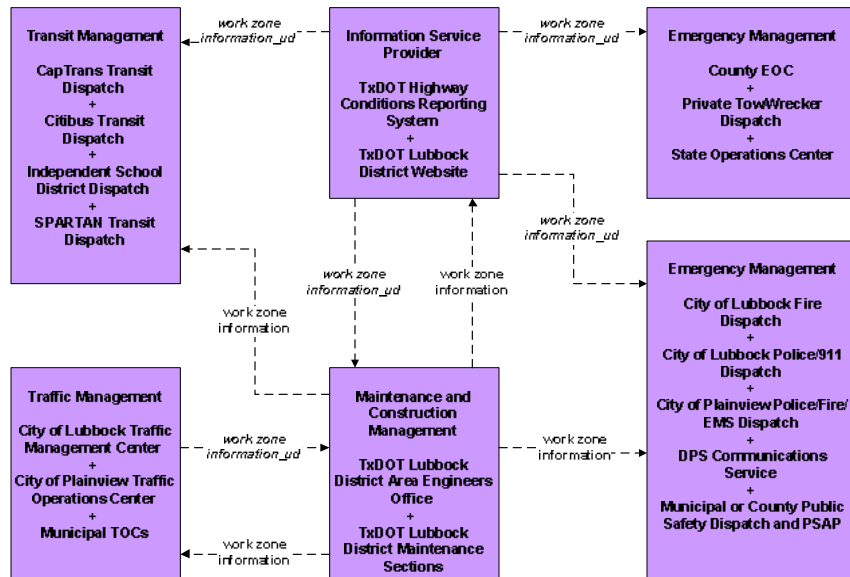 Transit Management
CapTrans Transit
Dispatch
+
Citibus Transit
Dispatch
+
Independent School
District Dispatch
+
SPARTAN Transit
Dispatch
work zone
information_ud
Information Service
Provider
TxDOT Highway
Conditions Reporting
System
+
TxDOT Lubbock
District Website
work zone
information_ud
Emergency Management
County EOC
+
Private Tow/Wrecker
Dispatch
+
State Operations Center
work zone
information_ud
work zone
information_ud
work zone
information
work zone
information
Emergency Management
City of Lubbock Fire
Dispatch
+
City of Lubbock Police/911
Dispatch
+
City of Plainview Police/Fire/
EMS Dispatch
+
DPS Communications
Service
+
Municipal or County Public
Safety Dispatch and PSAP
Traffic Management
City of Lubbock Traffic
Management Center
+
City of Plainview Traffic
Operations Center
+
Municipal TOCs
work zone
information_ud
work zone
information
Maintenance and
Construction
Management
TxDOT Lubbock
District Area Engineers
Office
+
TxDOT Lubbock
District Maintenance
Sections
work zone
information